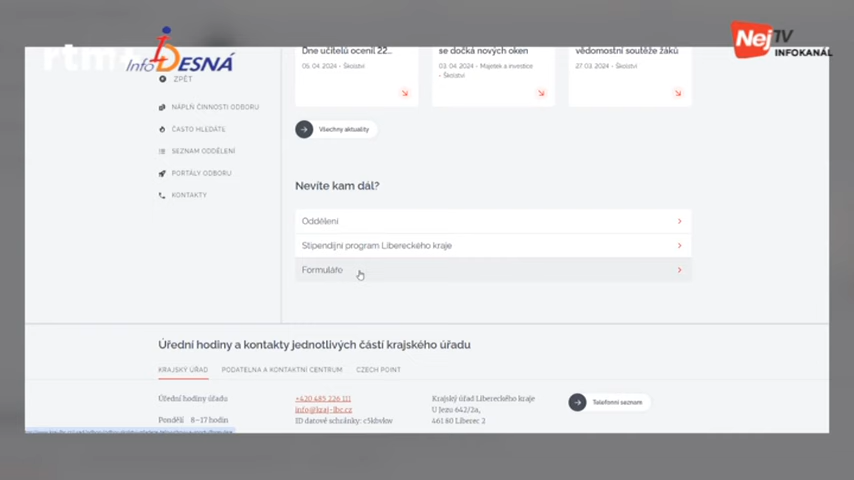 rtm+
Info DESNÁ
Nej TV
INFOKANÁL
Dne učitelů ocenil 22...
05. 04. 2024 - Školství
se dočká nových oken
03. 04. 2024 - Majetek a investice
- Školství
vědomostní soutěže žáků
27. 03. 2024 - Školství
ZPĚT
NÁPLŇ ČINNOSTI ODBORU
ČASTO HLEDÁTE
SEZNAM ODDĚLENÍ
PORTÁLY ODBORU
KONTAKTY
Všechny aktuality
Nevíte kam dál?
Oddělení
Stipendijní program Libereckého kraje
Formuláře
Úřední hodiny a kontakty jednotlivých částí krajského úřadu
KRAJSKÝ ÚŘAD
PODATELNA A KONTAKTNÍ CENTRUM
CZECH POINT
Úřední hodiny úřadu
Pondělí 8–17 hodin
+420 485 226 111
info@kraj-lbc.cz
ID datové schránky: c5kbvkw
Krajský úřad Libereckého kraje
U Jezu 642/2a,
461 80 Liberec 2
Telefonní seznam